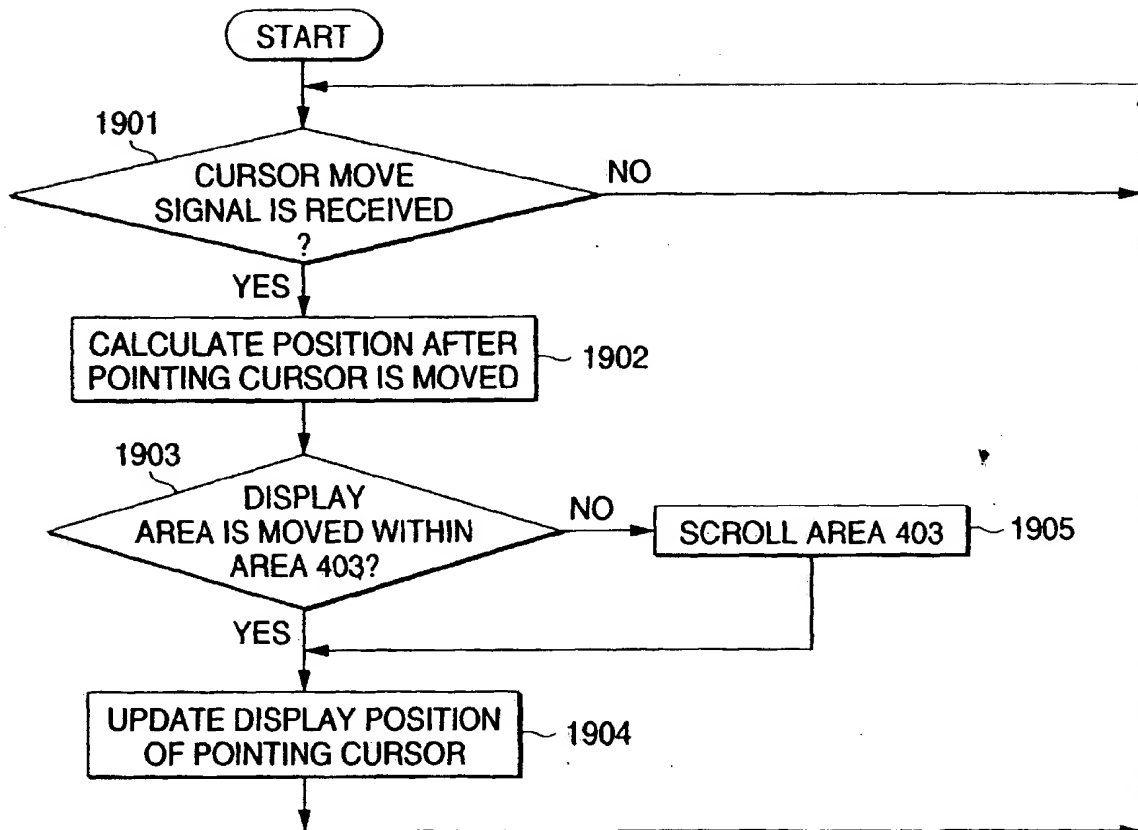 START
1901
CURSOR MOVE
SIGNAL IS RECEIVED
?
NO
YES
CALCULATE POSITION AFTER
POINTING CURSOR IS MOVED
1902
1903
DISPLAY
AREA IS MOVED WITHIN
AREA 403?
NO
SCROLL AREA 403
1905
YES
UPDATE DISPLAY POSITION
OF POINTING CURSOR
1904